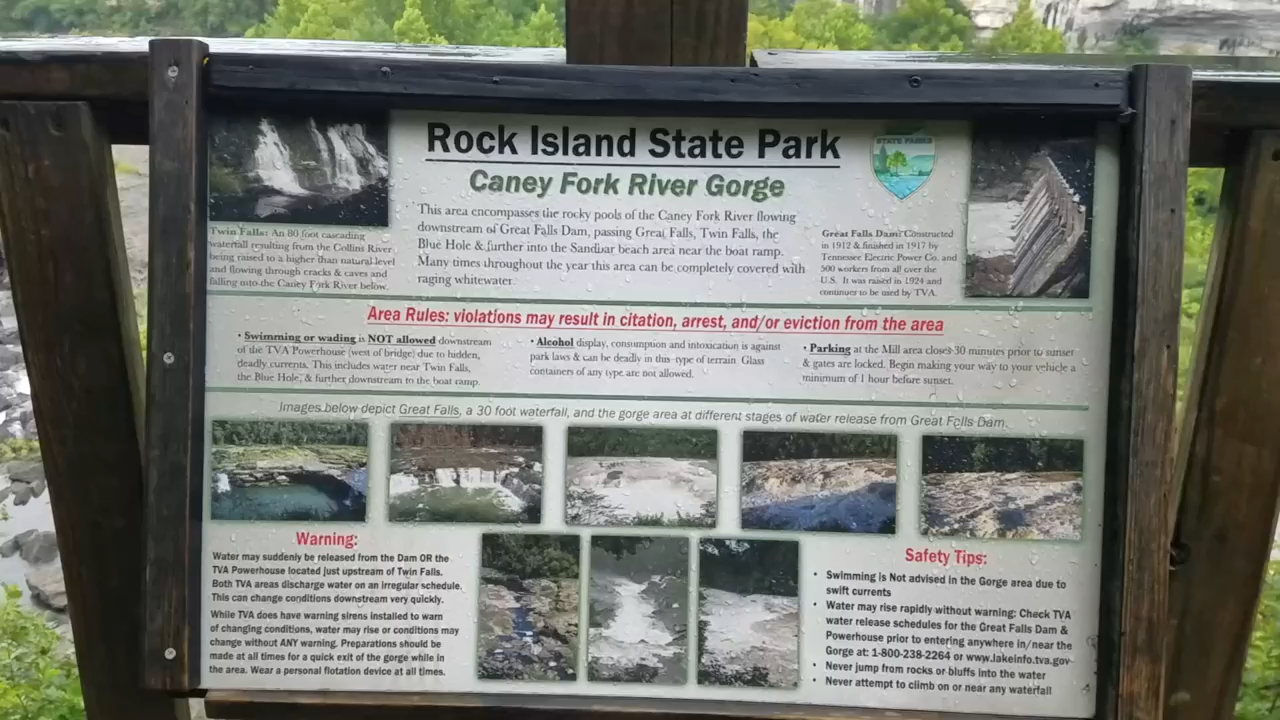 Rock Island State Park
Caney Fork River Gorge
STATE PARKS
This area encompasses the rocky pools of the Caney Fork River flowing
downstream of Great Falls Dam, passing Great Falls, Twin Falls, the
Blue Hole & further into the Sandbar beach area near the boat ramp.
Many times throughout the year this area can be completely covered with
raging whitewater.
Twin Falls: An 80 foot cascading
waterfall resulting from the Collins River
being raised to a higher than natural level
and flowing through cracks & caves and
falling into the Caney Fork River below.
Great Falls Dam: Constructed
in 1912 & finished in 1917 by
Tennessee Electric Power Co. and
500 workers from all over the
U.S. It was raised in 1924 and
continues to be used by TVA.
Area Rules: violations may result in citation, arrest, and/or eviction from the area
• Swimming or wading is NOT allowed downstream
of the TVA Powerhouse (west of bridge) due to hidden,
deadly currents. This includes water near Twin Falls,
the Blue Hole, & further downstream to the boat ramp.
• Alcohol display, consumption and intoxication is against
park laws & can be deadly in this type of terrain. Glass
containers of any type are not allowed.
• Parking at the Mill area closes 30 minutes prior to sunset
& gates are locked. Begin making your way to your vehicle a
minimum of 1 hour before sunset.
Images below depict Great Falls, a 30 foot waterfall, and the gorge area at different stages of water release from Great Falls Dam.
Warning:
Water may suddenly be released from the Dam OR the
TVA Powerhouse located just upstream of Twin Falls.
Both TVA areas discharge water on an irregular schedule.
This can change conditions downstream very quickly.
While TVA does have warning sirens installed to warn
of changing conditions, water may rise or conditions may
change without ANY warning. Preparations should be
made at all times for a quick exit of the gorge while in
the area. Wear a personal flotation device at all times.
Safety Tips:
• Swimming is Not advised in the Gorge area due to
swift currents
• Water may rise rapidly without warning: Check TVA
water release schedules for the Great Falls Dam &
Powerhouse prior to entering anywhere in/near the
Gorge at: 1-800-238-2264 or www.lakeinfo.tva.gov
• Never jump from rocks or bluffs into the water
• Never attempt to climb on or near any waterfall